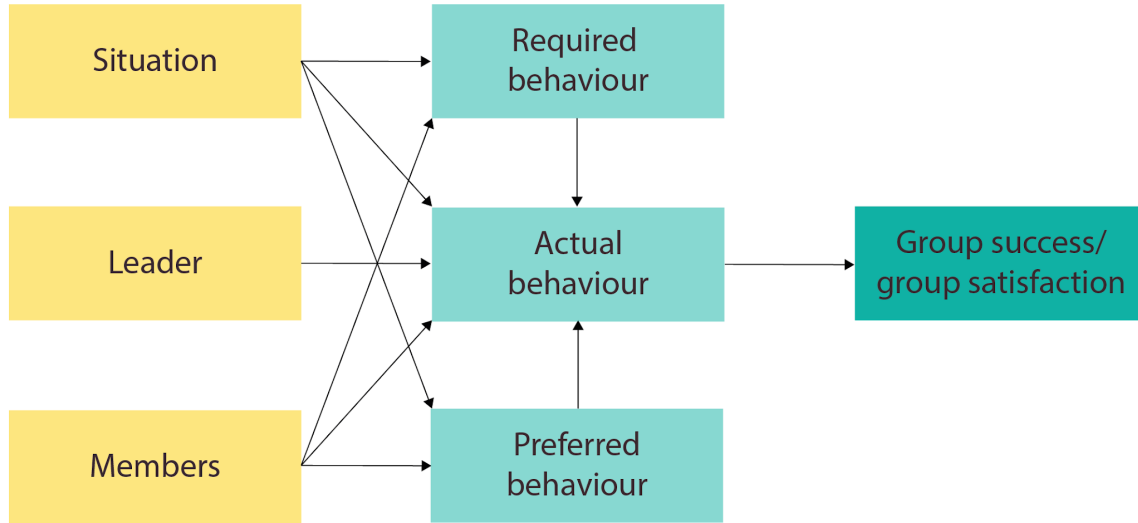 Situation
Required
behaviour
Leader
Actual
behaviour
Group success/
group satisfaction
Members
Preferred
behaviour